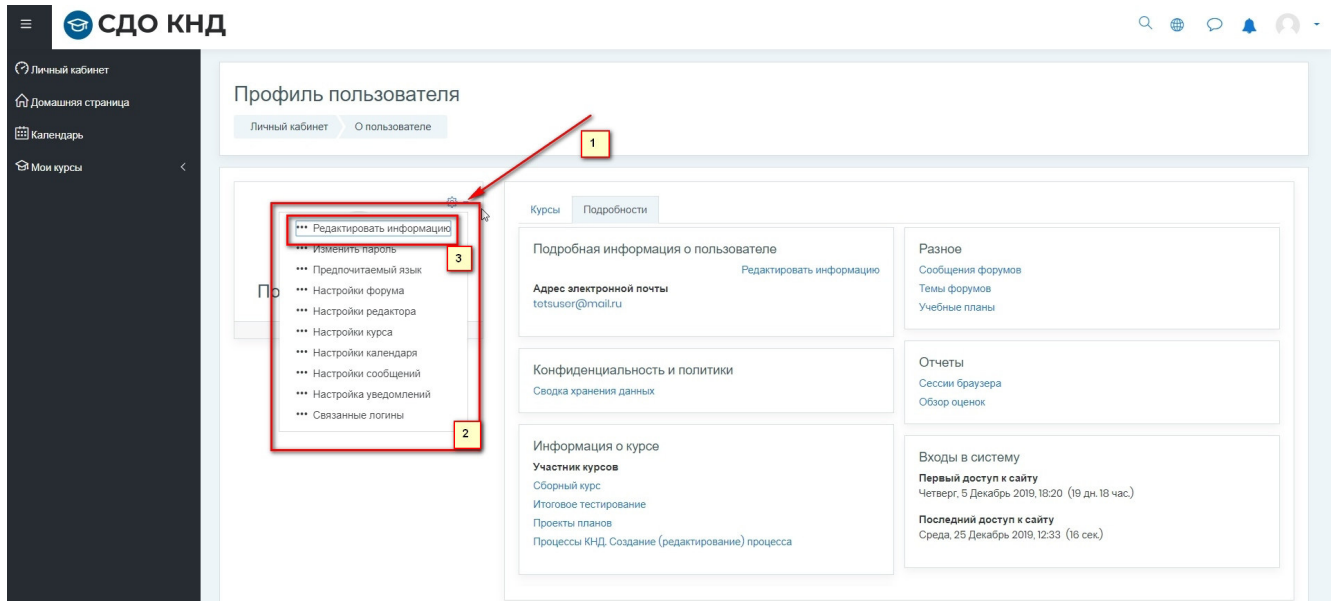 СДО КНД
Личный кабинет
Домашняя страница
Календарь
Мои курсы
Профиль пользователя
Личный кабинет
О пользователе
1
Редактировать информацию
Изменить пароль
3
Предпочитаемый язык
По
Настройки форума
Настройки редактора
Настройки курса
Настройки календаря
Настройки сообщений
Настройка уведомлений
Связанные логины
2
Курсы
Подробности
Подробная информация о пользователе
Редактировать информацию
Адрес электронной почты
totsuser@mail.ru
Конфиденциальность и политики
Сводка хранения данных
Информация о курсе
Участник курсов
Сборный курс
Итоговое тестирование
Проекты планов
Процессы КНД. Создание (редактирование) процесса
Разное
Сообщения форумов
Темы форумов
Учебные планы
Отчеты
Сессии браузера
Обзор оценок
Входы в систему
Первый доступ к сайту
Четверг, 5 Декабрь 2019, 18:20 (19 дн. 18 час.)
Последний доступ к сайту
Среда, 25 Декабрь 2019, 12:33 (16 сек.)